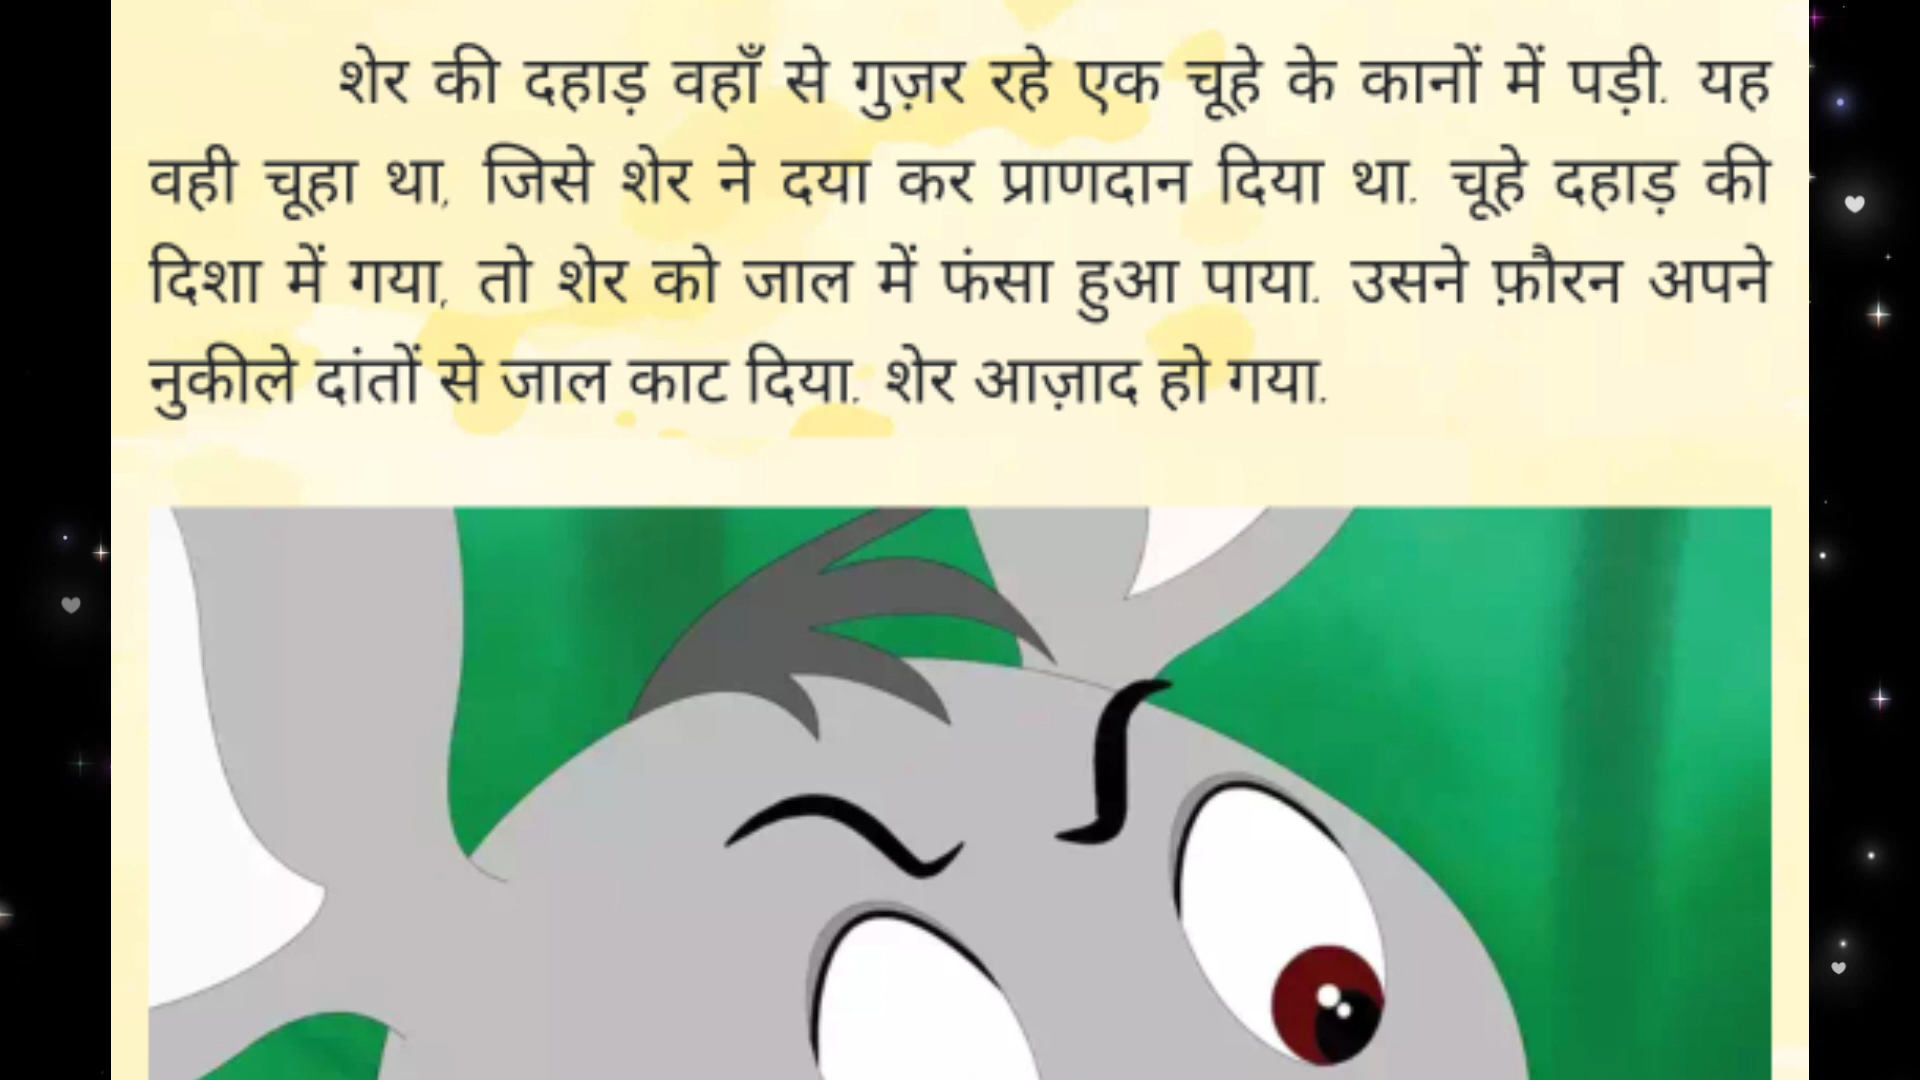 शेर की दहाड़ वहाँ से गुज़र रहे एक चूहे के कानों में पड़ी. यह
वही चूहा था, जिसे शेर ने दया कर प्राणदान दिया था. चूहे दहाड़ की
दिशा में गया, तो शेर को जाल में फंसा हुआ पाया. उसने फ़ौरन अपने
नुकीले दांतों से जाल काट दिया. शेर आज़ाद हो गया.